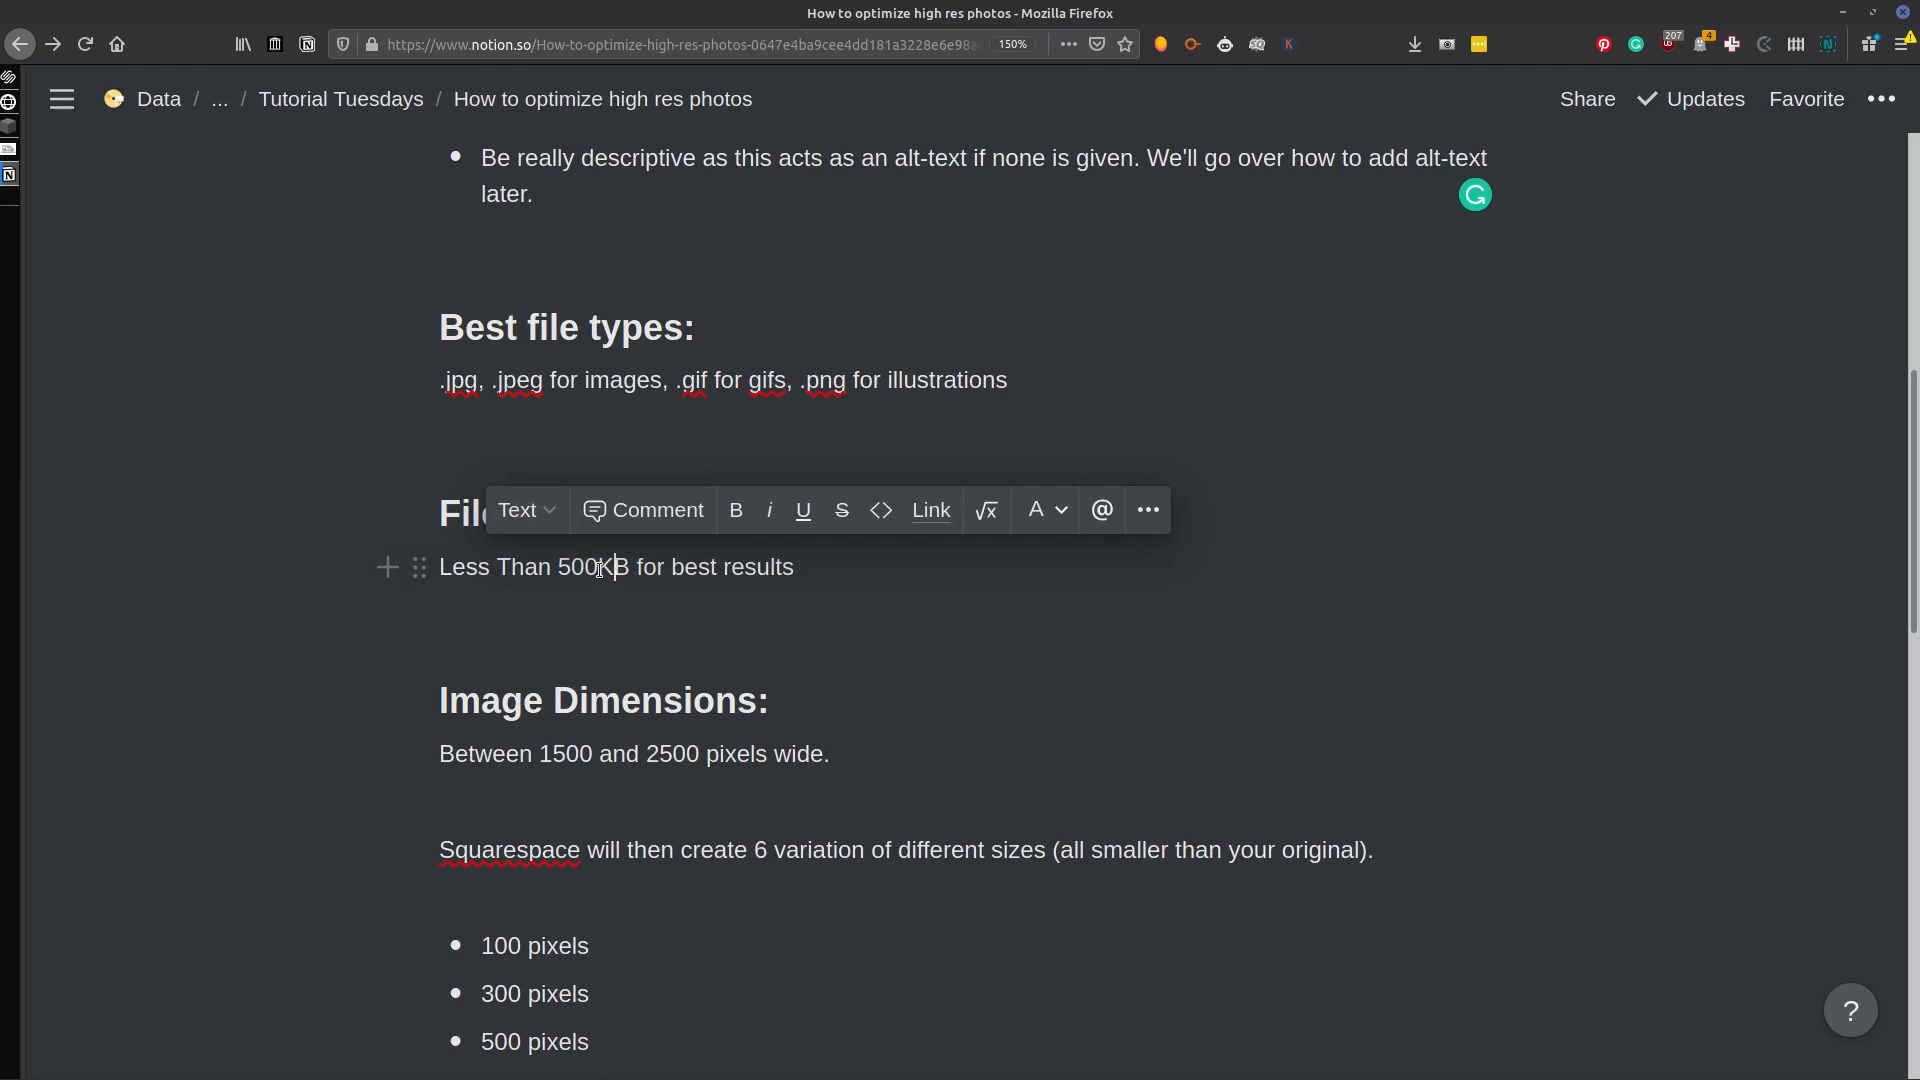 How to optimize high res photos - Mozilla Firefox
https://www.notion.so/How-to-optimize-high-res-photos-0647e4ba9cee4dd181a3228e6e98a
150%
207
4
Data / ... / Tutorial Tuesdays / How to optimize high res photos
Share Updates Favorite
Be really descriptive as this acts as an alt-text if none is given. We'll go over how to add alt-text
later.
Best file types:
.jpg, .jpeg for images, .gif for gifs, .png for illustrations
File
Text Comment B i U S <> Link √x A @ •••
Less Than 500KB for best results
Image Dimensions:
Between 1500 and 2500 pixels wide.
Squarespace will then create 6 variation of different sizes (all smaller than your original).
100 pixels
300 pixels
500 pixels
?